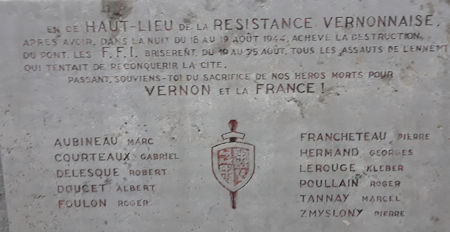 EN CE HAUT-LIEU DE LA RESISTANCE VERNONNAISE,
APRES AVOIR, DANS LA NUIT DU 18 AU 19 AOÛT 1944, ACHEVE LA DESTRUCTION
DU PONT, LES F.F.I. BRISERENT, DU 19 AU 25 AOÛT, TOUS LES ASSAUTS DE L'ENNEMI
QUI TENTAIT DE RECONQUERIR LA CITE.
PASSANT, SOUVIENS-TOI DU SACRIFICE DE NOS HEROS MORTS POUR
VERNON ET LA FRANCE!
AUBINEAU MARC
COURTEAUX GABRIEL
DELESQUE ROBERT
DOUCET ALBERT
FOULON ROGER
FRANCHETEAU PIERRE
HERMAND GEORGES
LEROUGE KLEBER
POULLAIN ROGER
TANNAY MARCEL
ZMYSLONY PIERRE